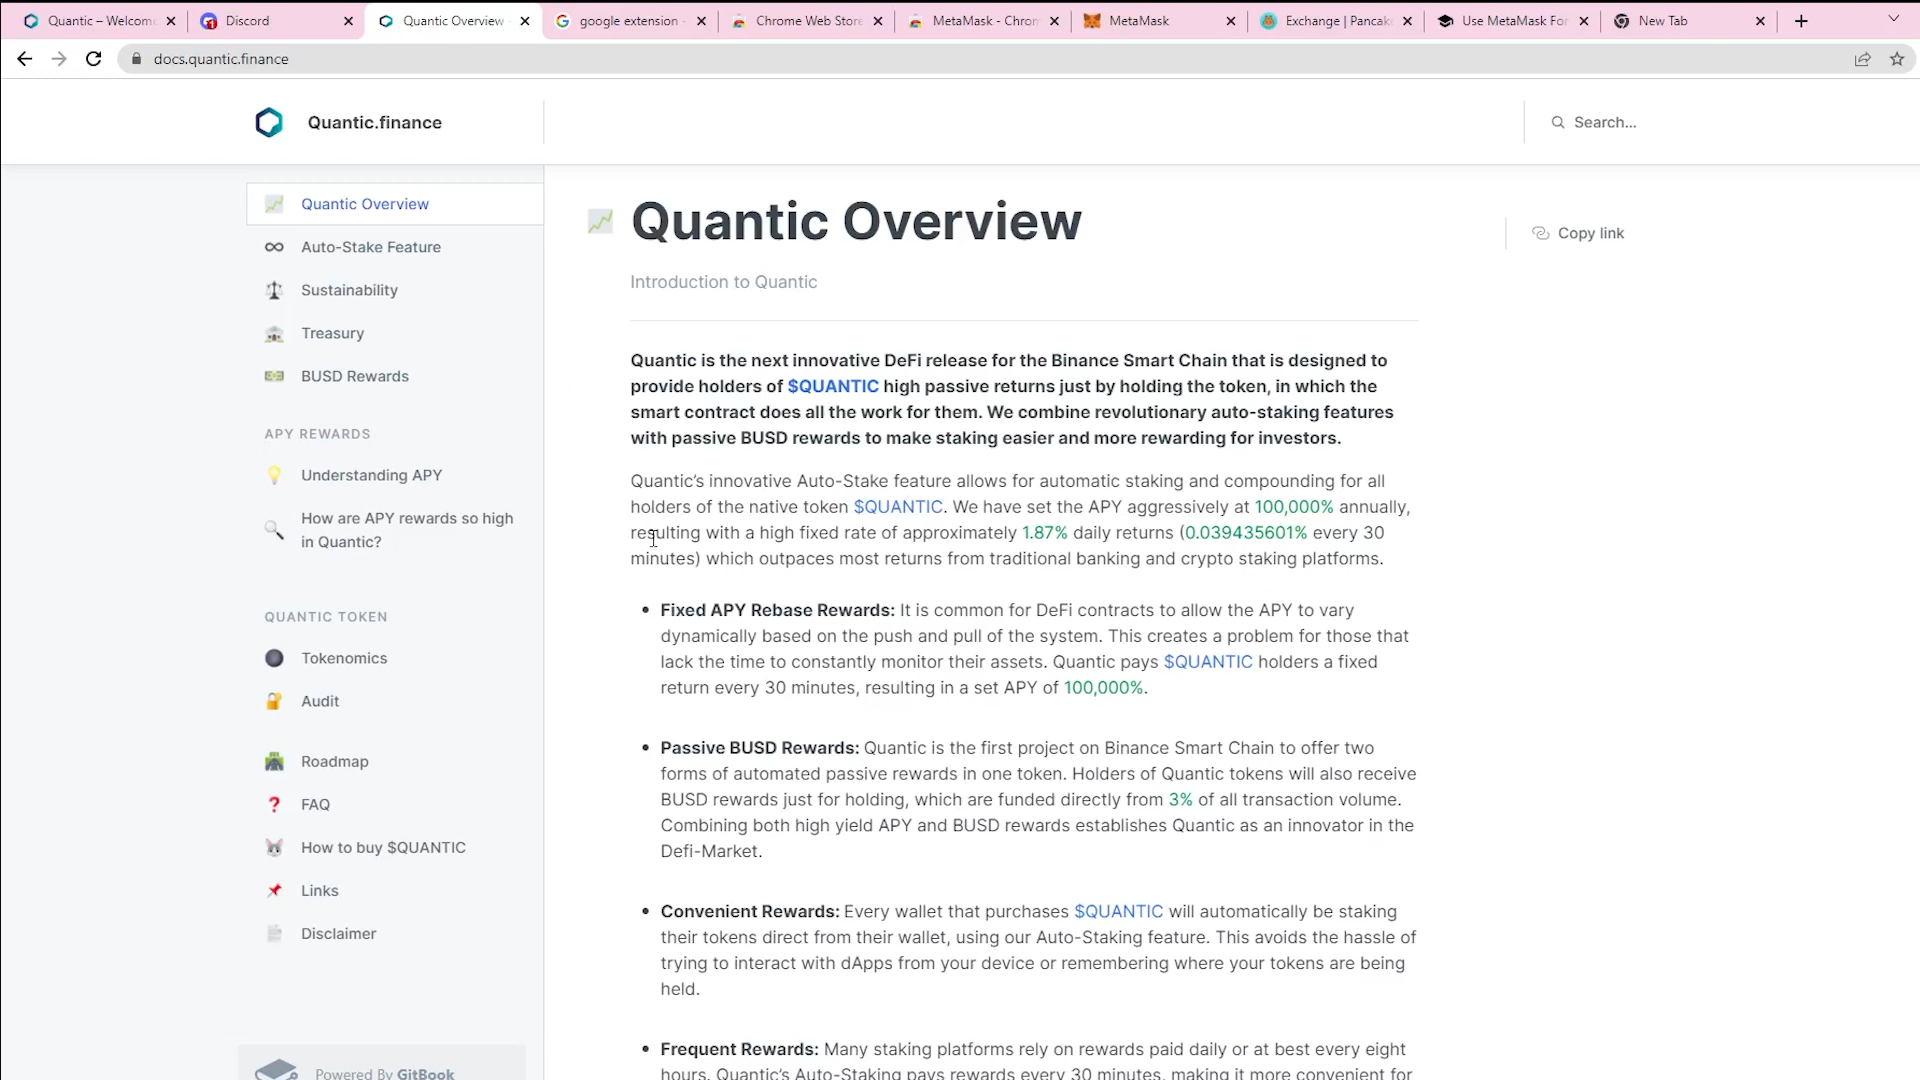 Quantic – Welcom
Discord
Quantic Overview
google extension
Chrome Web Store
MetaMask - Chrom
MetaMask
Exchange | Pancak
Use MetaMask For
New Tab
docs.quantic.finance
Quantic.finance
Search...
Quantic Overview
Auto-Stake Feature
Sustainability
Treasury
BUSD Rewards
APY REWARDS
Understanding APY
How are APY rewards so high
in Quantic?
QUANTIC TOKEN
Tokenomics
Audit
Roadmap
FAQ
How to buy $QUANTIC
Links
Disclaimer
Powered By GitBook
Quantic Overview
Copy link
Introduction to Quantic
Quantic is the next innovative DeFi release for the Binance Smart Chain that is designed to
provide holders of $QUANTIC high passive returns just by holding the token, in which the
smart contract does all the work for them. We combine revolutionary auto-staking features
with passive BUSD rewards to make staking easier and more rewarding for investors.
Quantic's innovative Auto-Stake feature allows for automatic staking and compounding for all
holders of the native token $QUANTIC. We have set the APY aggressively at 100,000% annually,
resulting with a high fixed rate of approximately 1.87% daily returns (0.039435601% every 30
minutes) which outpaces most returns from traditional banking and crypto staking platforms.
• Fixed APY Rebase Rewards: It is common for DeFi contracts to allow the APY to vary
dynamically based on the push and pull of the system. This creates a problem for those that
lack the time to constantly monitor their assets. Quantic pays $QUANTIC holders a fixed
return every 30 minutes, resulting in a set APY of 100,000%.
• Passive BUSD Rewards: Quantic is the first project on Binance Smart Chain to offer two
forms of automated passive rewards in one token. Holders of Quantic tokens will also receive
BUSD rewards just for holding, which are funded directly from 3% of all transaction volume.
Combining both high yield APY and BUSD rewards establishes Quantic as an innovator in the
Defi-Market.
• Convenient Rewards: Every wallet that purchases $QUANTIC will automatically be staking
their tokens direct from their wallet, using our Auto-Staking feature. This avoids the hassle of
trying to interact with dApps from your device or remembering where your tokens are being
held.
• Frequent Rewards: Many staking platforms rely on rewards paid daily or at best every eight
hours. Quantic's Auto-Staking pays rewards every 30 minutes, making it more convenient for